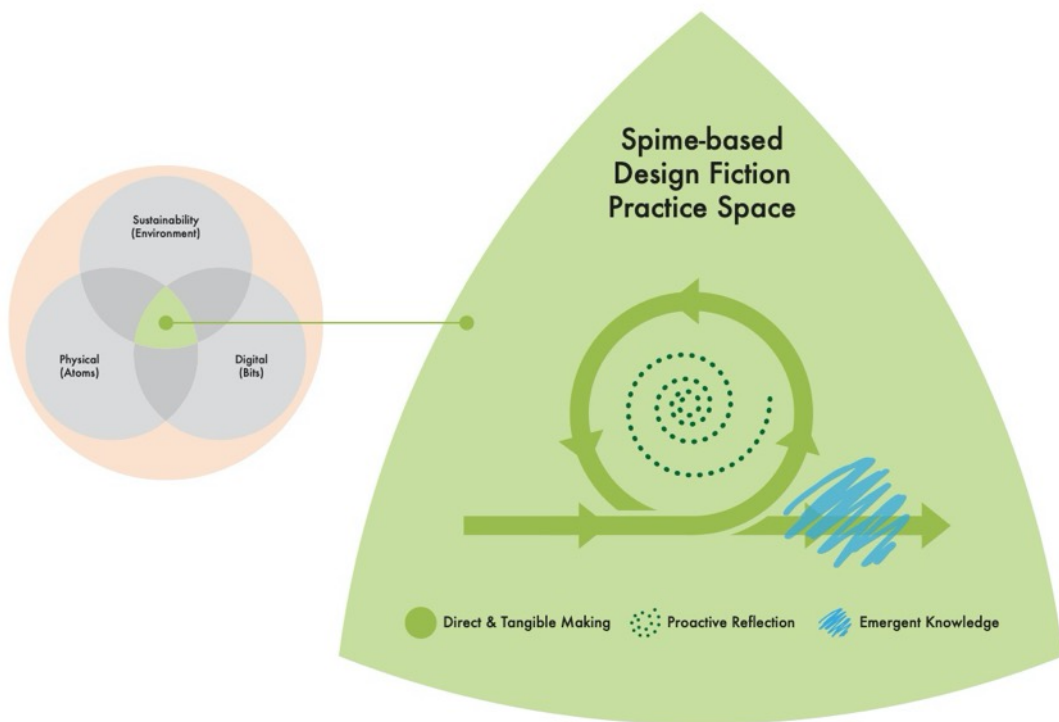 Spime-based
Design Fiction
Practice Space
Sustainability
(Environment)
Physical
(Atoms)
Digital
(Bits)
Direct & Tangible Making
Proactive Reflection
Emergent Knowledge